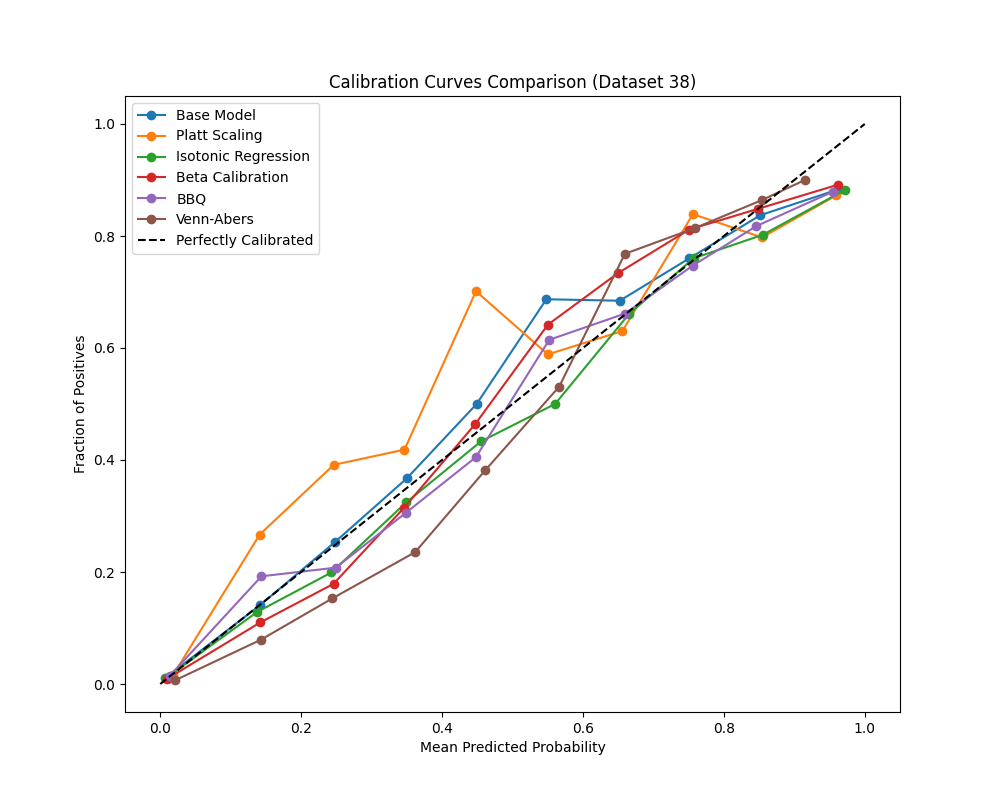 Calibration Curves Comparison (Dataset 38)
Base Model
Platt Scaling
Isotonic Regression
Beta Calibration
BBQ
Venn-Abers
Perfectly Calibrated
Fraction of Positives
1.0
0.8
0.6
0.4
0.2
0.0
0.0 0.2 0.4 0.6 0.8 1.0
Mean Predicted Probability